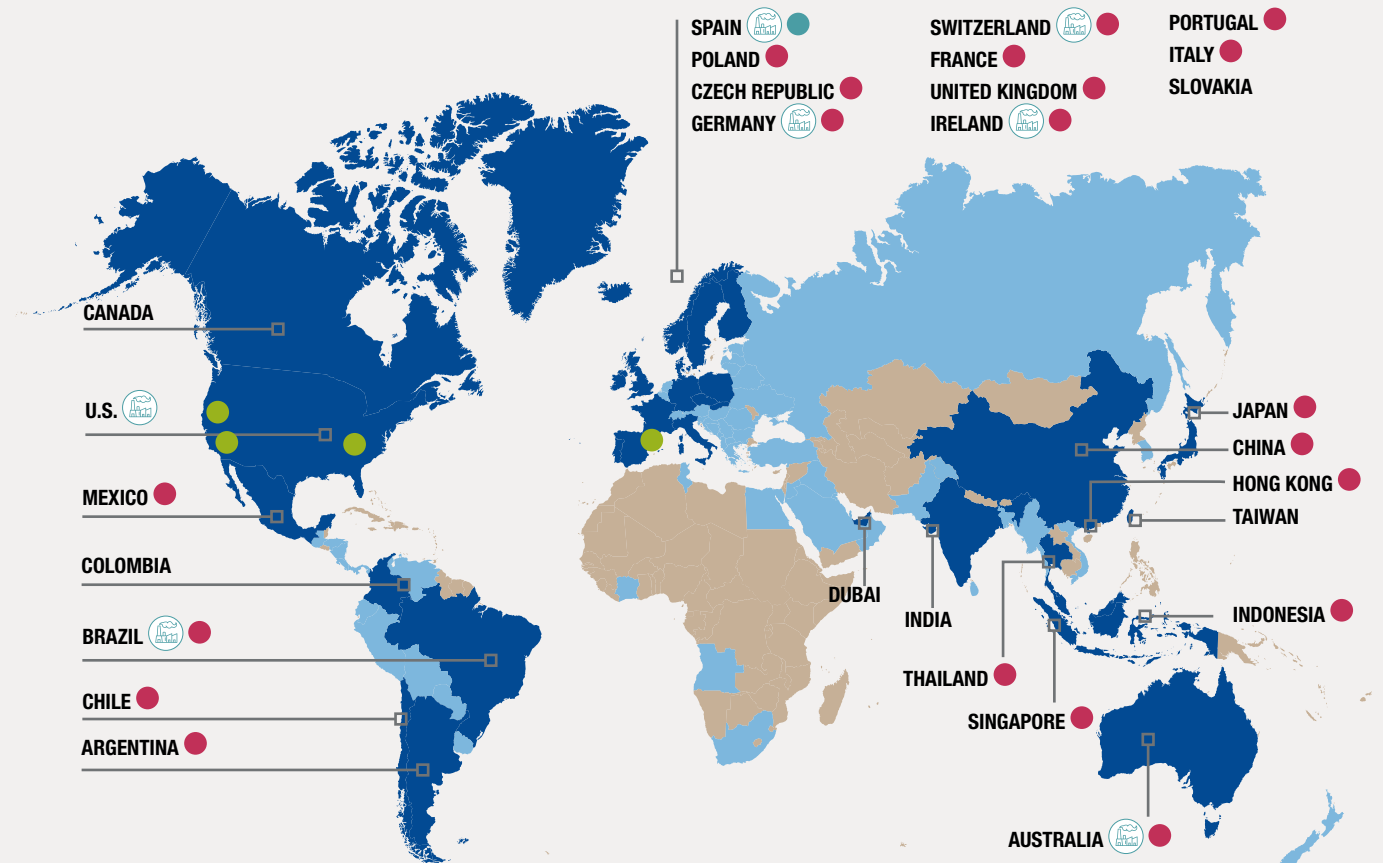 SPAIN
POLAND
CZECH REPUBLIC
GERMANY
SWITZERLAND
FRANCE
UNITED KINGDOM
IRELAND
PORTUGAL
ITALY
SLOVAKIA
CANADA
U.S.
MEXICO
COLOMBIA
BRAZIL
CHILE
ARGENTINA
JAPAN
CHINA
HONG KONG
TAIWAN
DUBAI
INDIA
INDONESIA
THAILAND
SINGAPORE
AUSTRALIA